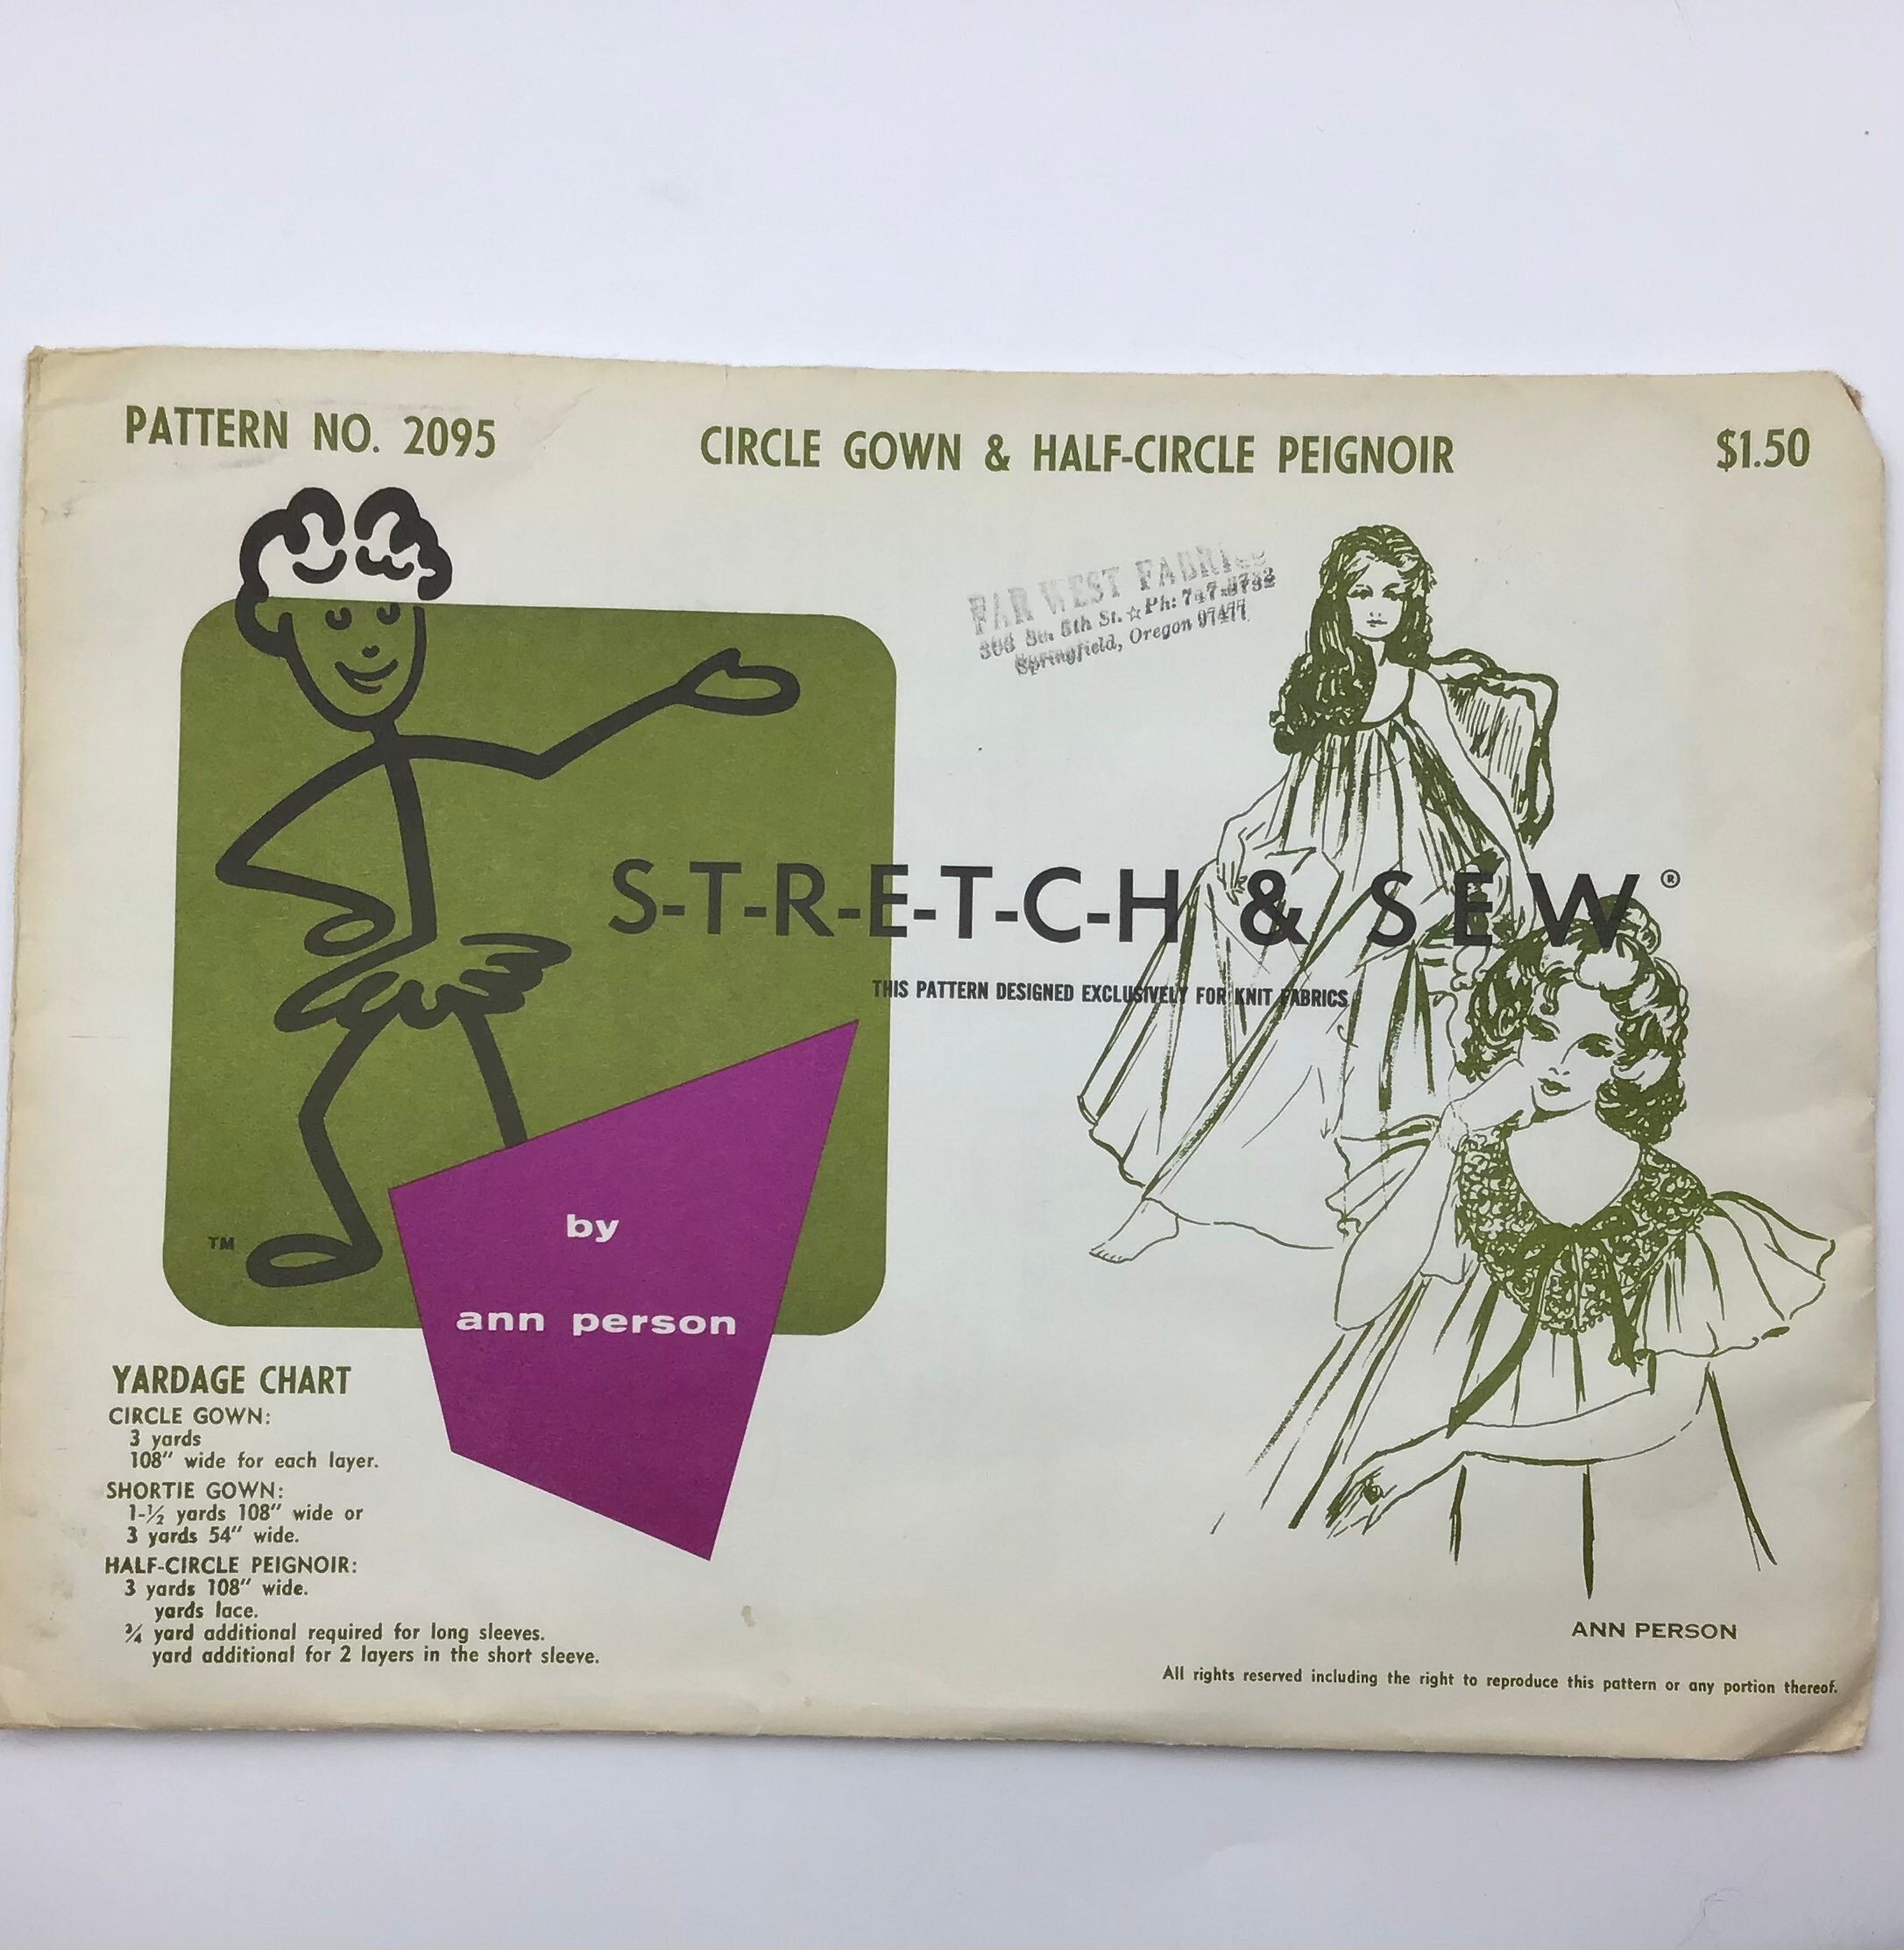 PATTERN NO. 2095
CIRCLE GOWN & HALF-CIRCLE PEIGNOIR
$1.50
FAR WEST FABRICS
St. ☆ Ph:
Springfield, Oregon 97477
S-T-R-E-T-C-H & SEW®
THIS PATTERN DESIGNED EXCLUSIVELY FOR KNIT FABRICS
by
ann person
TM
YARDAGE CHART
CIRCLE GOWN:
3 yards
108" wide for each layer.
SHORTIE GOWN:
1-½ yards 108" wide or
3 yards 54" wide.
HALF-CIRCLE PEIGNOIR:
3 yards 108" wide.
yards lace.
¾ yard additional required for long sleeves.
yard additional for 2 layers in the short sleeve.
ANN PERSON
All rights reserved including the right to reproduce this pattern or any portion thereof.